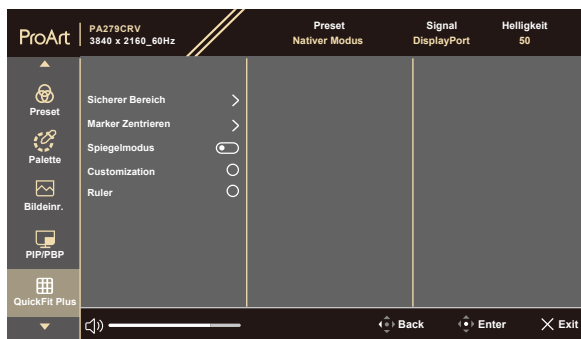 ProArt
PA279CRV
3840 x 2160_60Hz
Preset
Nativer Modus
Signal
DisplayPort
Helligkeit
50
Preset
Palette
Bildeinr.
PIP/PBP
QuickFit Plus
Sicherer Bereich
Marker Zentrieren
Spiegelmodus
Customization
Ruler
Back
Enter
Exit